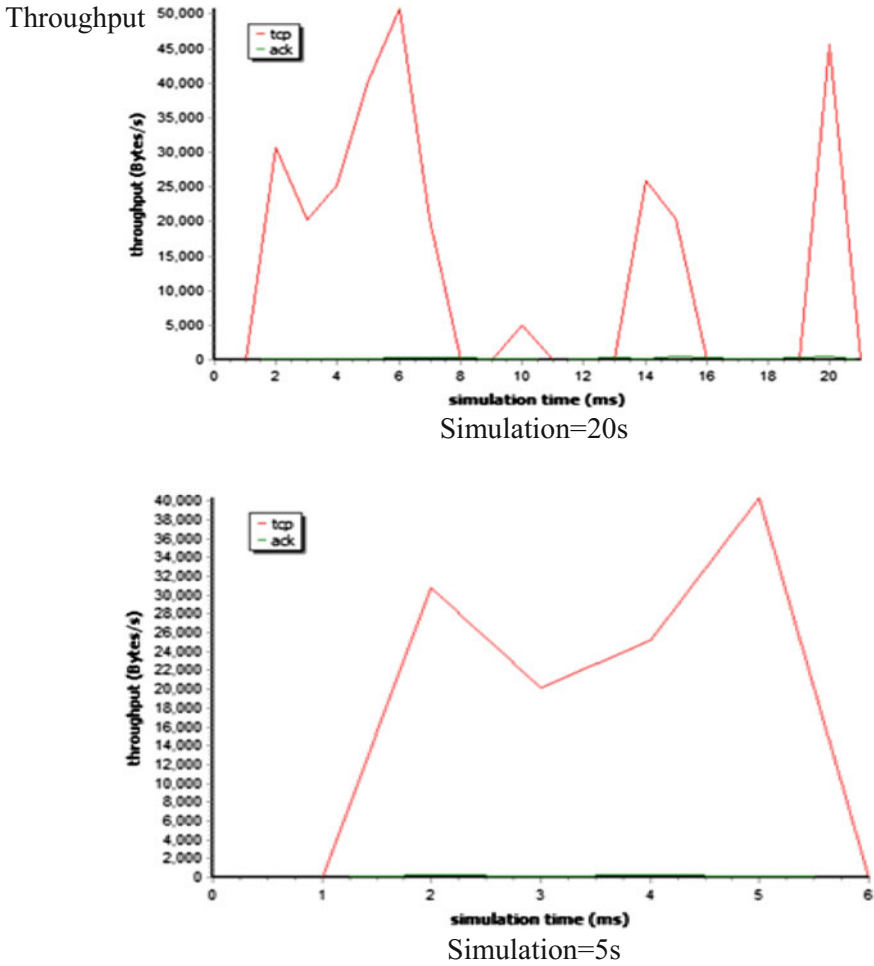 Throughput
50,000
45,000
40,000
35,000
30,000
25,000
20,000
15,000
10,000
5,000
0
throughput (Bytes/s)
tcp
ack
0 2 4 6 8 10 12 14 16 18 20
simulation time (ms)
Simulation=20s
40,000
38,000
36,000
34,000
32,000
30,000
28,000
26,000
24,000
22,000
20,000
18,000
16,000
14,000
12,000
10,000
8,000
6,000
4,000
2,000
0
throughput (Bytes/s)
tcp
ack
0 1 2 3 4 5 6
simulation time (ms)
Simulation=5s